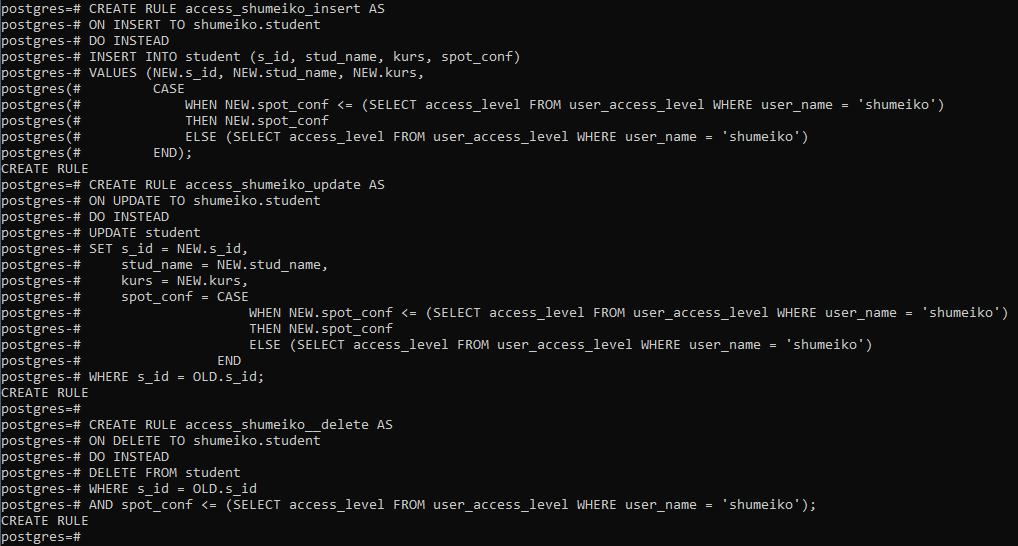 postgres=# CREATE RULE access_shumeiko_insert AS
postgres-# ON INSERT TO shumeiko.student
postgres-# DO INSTEAD
postgres-# INSERT INTO student (s_id, stud_name, kurs, spot_conf)
postgres-# VALUES (NEW.s_id, NEW.stud_name, NEW.kurs,
postgres(#         CASE
postgres(#             WHEN NEW.spot_conf <= (SELECT access_level FROM user_access_level WHERE user_name = 'shumeiko')
postgres(#             THEN NEW.spot_conf
postgres(#             ELSE (SELECT access_level FROM user_access_level WHERE user_name = 'shumeiko')
postgres(#         END);
CREATE RULE
postgres=# CREATE RULE access_shumeiko_update AS
postgres-# ON UPDATE TO shumeiko.student
postgres-# DO INSTEAD
postgres-# UPDATE student
postgres-# SET s_id = NEW.s_id,
postgres-#     stud_name = NEW.stud_name,
postgres-#     kurs = NEW.kurs,
postgres-#     spot_conf = CASE
postgres-#                     WHEN NEW.spot_conf <= (SELECT access_level FROM user_access_level WHERE user_name = 'shumeiko')
postgres-#                     THEN NEW.spot_conf
postgres-#                     ELSE (SELECT access_level FROM user_access_level WHERE user_name = 'shumeiko')
postgres-#                 END
postgres-# WHERE s_id = OLD.s_id;
CREATE RULE
postgres=#
postgres=# CREATE RULE access_shumeiko__delete AS
postgres-# ON DELETE TO shumeiko.student
postgres-# DO INSTEAD
postgres-# DELETE FROM student
postgres-# WHERE s_id = OLD.s_id
postgres-# AND spot_conf <= (SELECT access_level FROM user_access_level WHERE user_name = 'shumeiko');
CREATE RULE
postgres=#